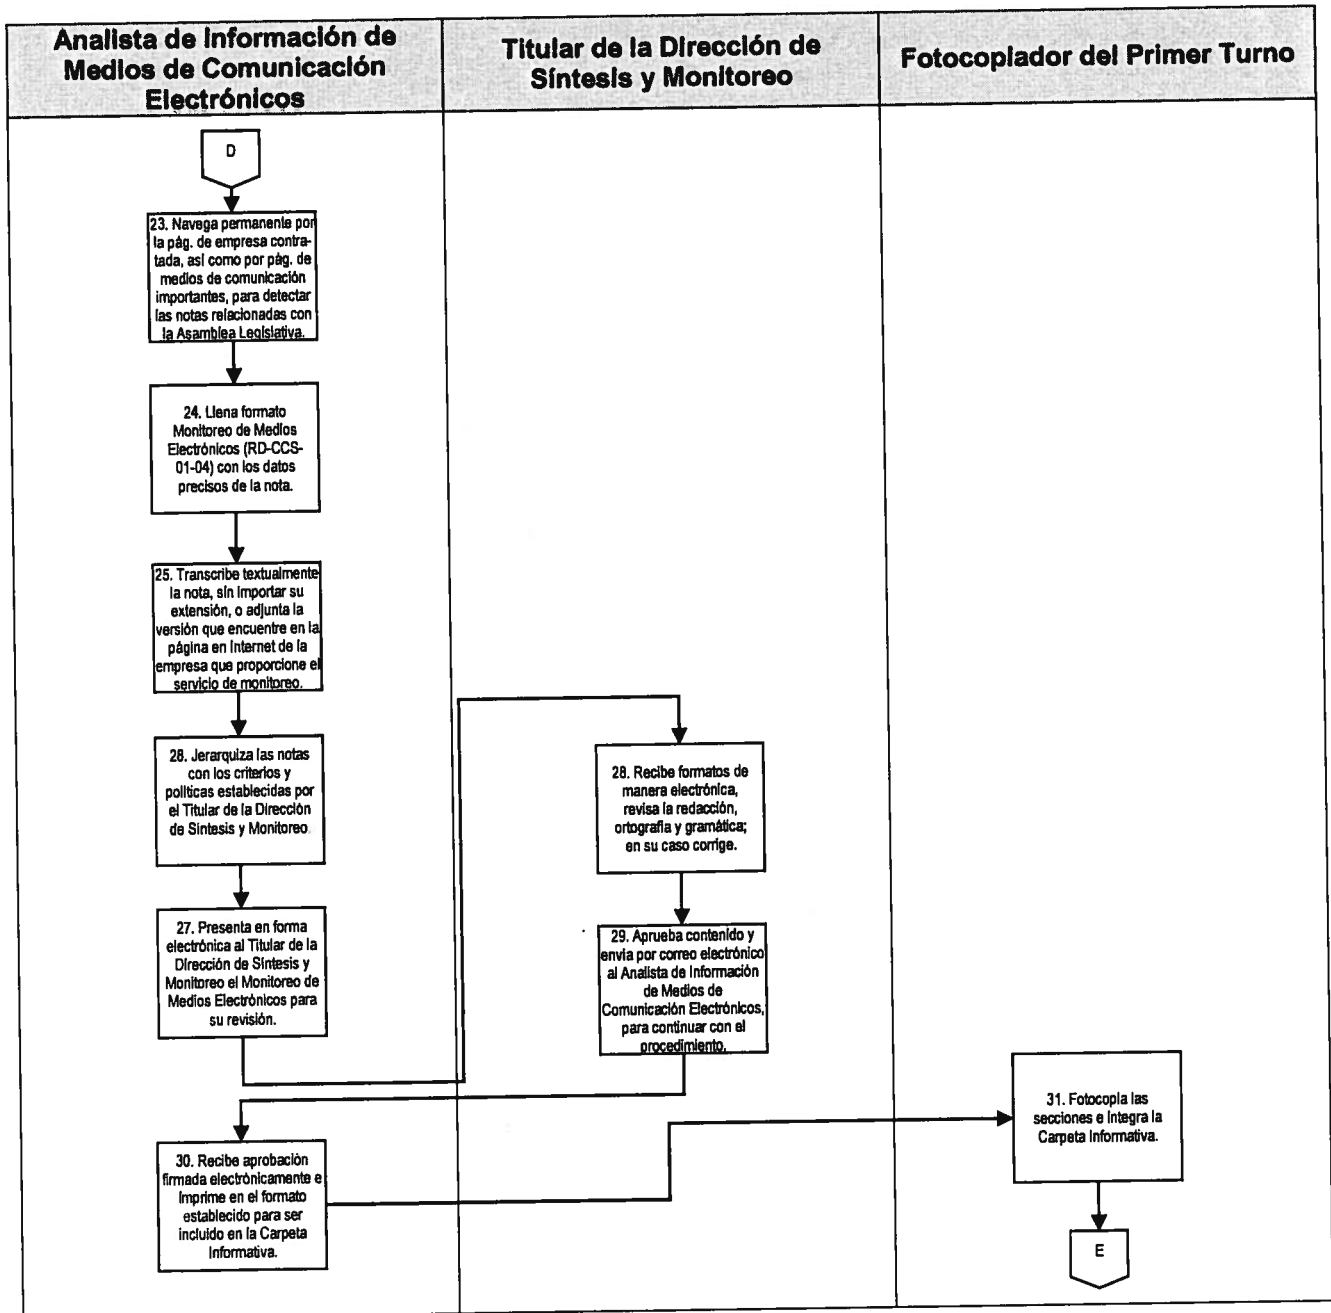 Analista de Información de
Medios de Comunicación
Electrónicos
Titular de la Dirección de
Síntesis y Monitoreo
Fotocopiador del Primer Turno
D
23. Navega permanente por
la pág. de empresa contra-
tada, así como por pág. de
medios de comunicación
importantes, para detectar
las notas relacionadas con
la Asamblea Legislativa.
24. Llena formato
Monitoreo de Medios
Electrónicos (RD-CCS-
01-04) con los datos
precisos de la nota.
25. Transcribe textualmente
la nota, sin importar su
extensión, o adjunta la
versión que encuentre en la
página en Internet de la
empresa que proporcione el
servicio de monitoreo.
28. Jerarquiza las notas
con los criterios y
políticas establecidas por
el Titular de la Dirección
de Síntesis y Monitoreo.
27. Presenta en forma
electrónica al Titular de la
Dirección de Síntesis y
Monitoreo el Monitoreo de
Medios Electrónicos para
su revisión.
28. Recibe formatos de
manera electrónica,
revisa la redacción,
ortografía y gramática;
en su caso corrige.
29. Aprueba contenido y
envía por correo electrónico
al Analista de Información
de Medios de
Comunicación Electrónicos,
para continuar con el
procedimiento.
30. Recibe aprobación
firmada electrónicamente e
imprime en el formato
establecido para ser
incluido en la Carpeta
Informativa.
31. Fotocopia las
secciones e integra la
Carpeta Informativa.
E